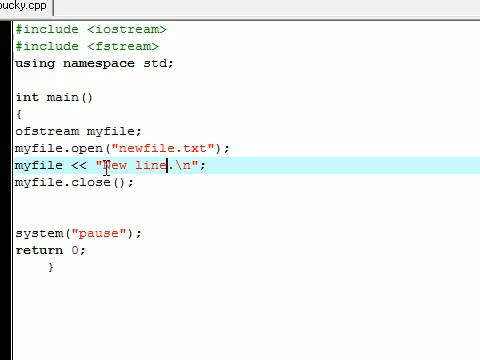 bucky.cpp
#include <iostream>
#include <fstream>
using namespace std;
int main()
{
ofstream myfile;
myfile.open("newfile.txt");
myfile << "New line.\n";
myfile.close();
system("pause");
return 0;
}